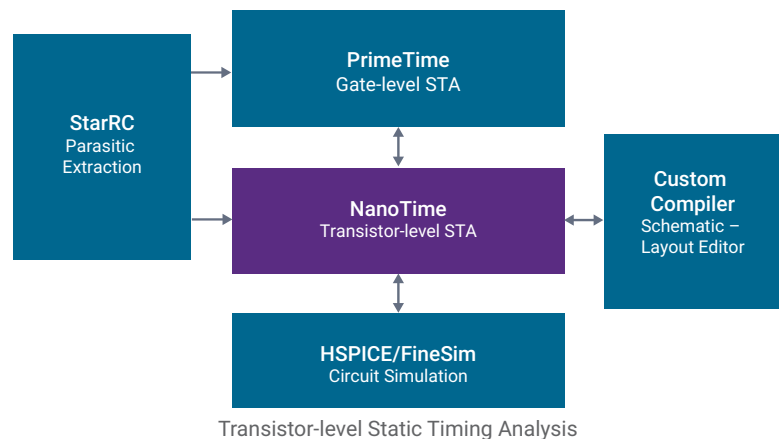 PrimeTime
Gate-level STA
StarRC
Parasitic
Extraction
NanoTime
Transistor-level STA
Custom
Compiler
Schematic –
Layout Editor
HSPICE/FineSim
Circuit Simulation
Transistor-level Static Timing Analysis